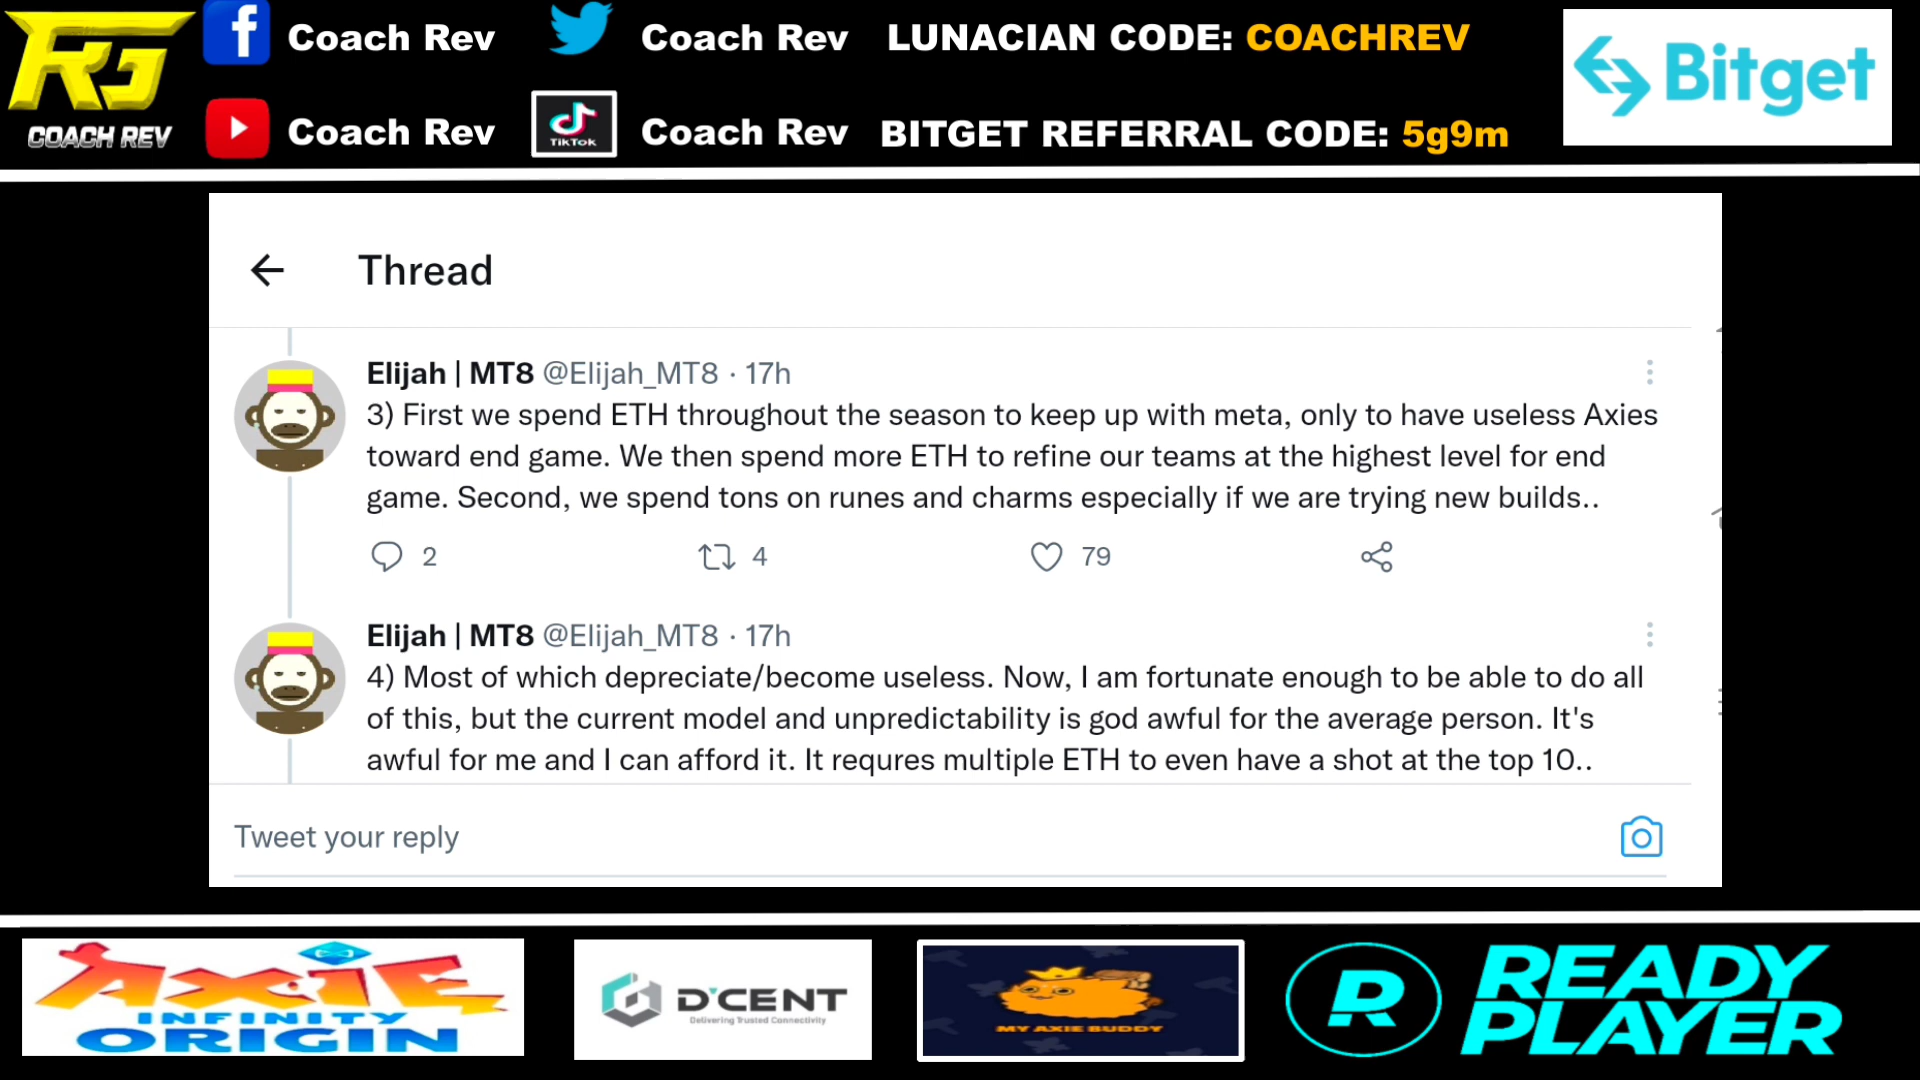 RG
COACH REV
Coach Rev
Coach Rev
LUNACIAN CODE: COACHREV
Coach Rev
TikTok
Coach Rev
BITGET REFERRAL CODE: 5g9m
Bitget
Thread
Elijah | MT8 @Elijah_MT8 · 17h
3) First we spend ETH throughout the season to keep up with meta, only to have useless Axies
toward end game. We then spend more ETH to refine our teams at the highest level for end
game. Second, we spend tons on runes and charms especially if we are trying new builds..
2
4
79
Elijah | MT8 @Elijah_MT8 · 17h
4) Most of which depreciate/become useless. Now, I am fortunate enough to be able to do all
of this, but the current model and unpredictability is god awful for the average person. It's
awful for me and I can afford it. It requres multiple ETH to even have a shot at the top 10..
Tweet your reply
AXIE
INFINITY
ORIGIN
D'CENT
Delivering Trusted Connectivity
MY AXIE BUDDY
R
READY
PLAYER